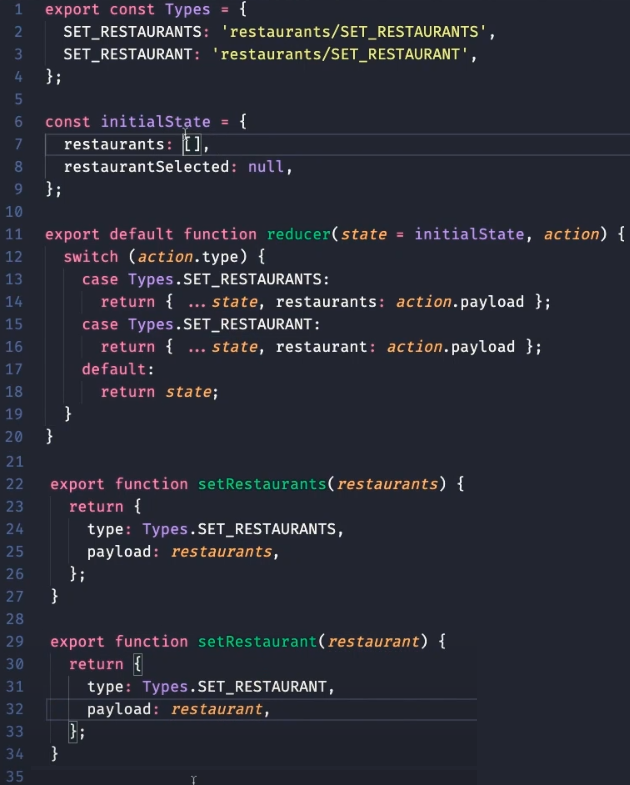 1 export const Types = {
2 SET_RESTAURANTS: 'restaurants/SET_RESTAURANTS',
3 SET_RESTAURANT: 'restaurants/SET_RESTAURANT',
4 };
5
6 const initialState = {
7 restaurants: [],
8 restaurantSelected: null,
9 };
10
11 export default function reducer(state = initialState, action) {
12 switch (action.type) {
13 case Types.SET_RESTAURANTS:
14 return { ...state, restaurants: action.payload };
15 case Types.SET_RESTAURANT:
16 return { ...state, restaurant: action.payload };
17 default:
18 return state;
19 }
20 }
21
22 export function setRestaurants(restaurants) {
23 return {
24 type: Types.SET_RESTAURANTS,
25 payload: restaurants,
26 };
27 }
28
29 export function setRestaurant(restaurant) {
30 return {
31 type: Types.SET_RESTAURANT,
32 payload: restaurant,
33 };
34 }
35